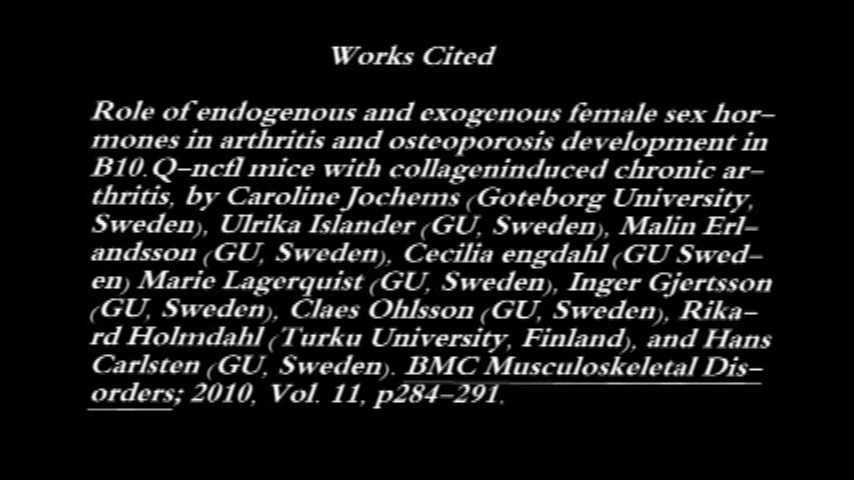 Works Cited
Role of endogenous and exogenous female sex hor-
mones in arthritis and osteoporosis development in
B10.Q-ncf1 mice with collageninduced chronic ar-
thritis, by Caroline Jochems (Goteborg University,
Sweden), Ulrika Islander (GU, Sweden), Malin Erl-
andsson (GU, Sweden), Cecilia engdahl (GU Swed-
en) Marie Lagerquist (GU, Sweden), Inger Gjertsson
(GU, Sweden), Claes Ohlsson (GU, Sweden), Rika-
rd Holmdahl (Turku University, Finland), and Hans
Carlsten (GU, Sweden). BMC Musculoskeletal Dis-
orders; 2010, Vol. 11, p284-291.